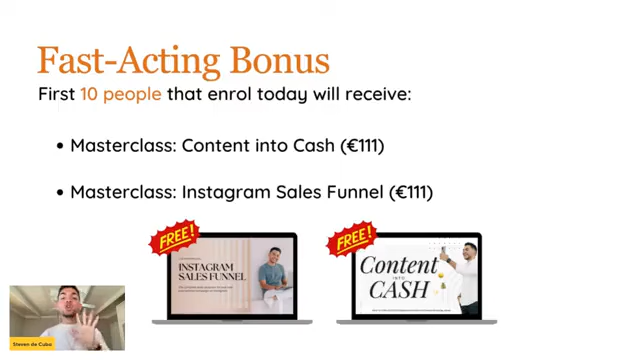 Fast-Acting Bonus
First 10 people that enrol today will receive:
• Masterclass: Content into Cash (€111)
• Masterclass: Instagram Sales Funnel (€111)
FREE!
FREE!
INSTAGRAM
SALES FUNNEL
Content
INTO
CASH
Steven de Cuba